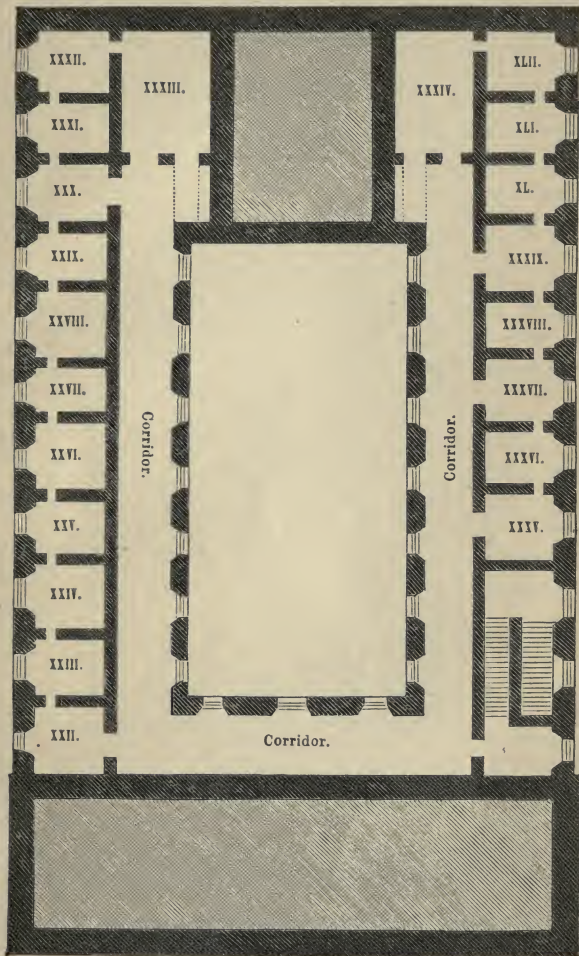 XXXII.
XXXIII.
XXXIV.
XLII.
XXXI.
XLI.
XXX.
XL.
XXIX.
XXXIX.
XXVIII.
XXXVIII.
XXVII.
XXXVII.
Corridor.
Corridor.
XXVI.
XXXVI.
XXV.
XXXV.
XXIV.
XXIII.
XXII.
Corridor.